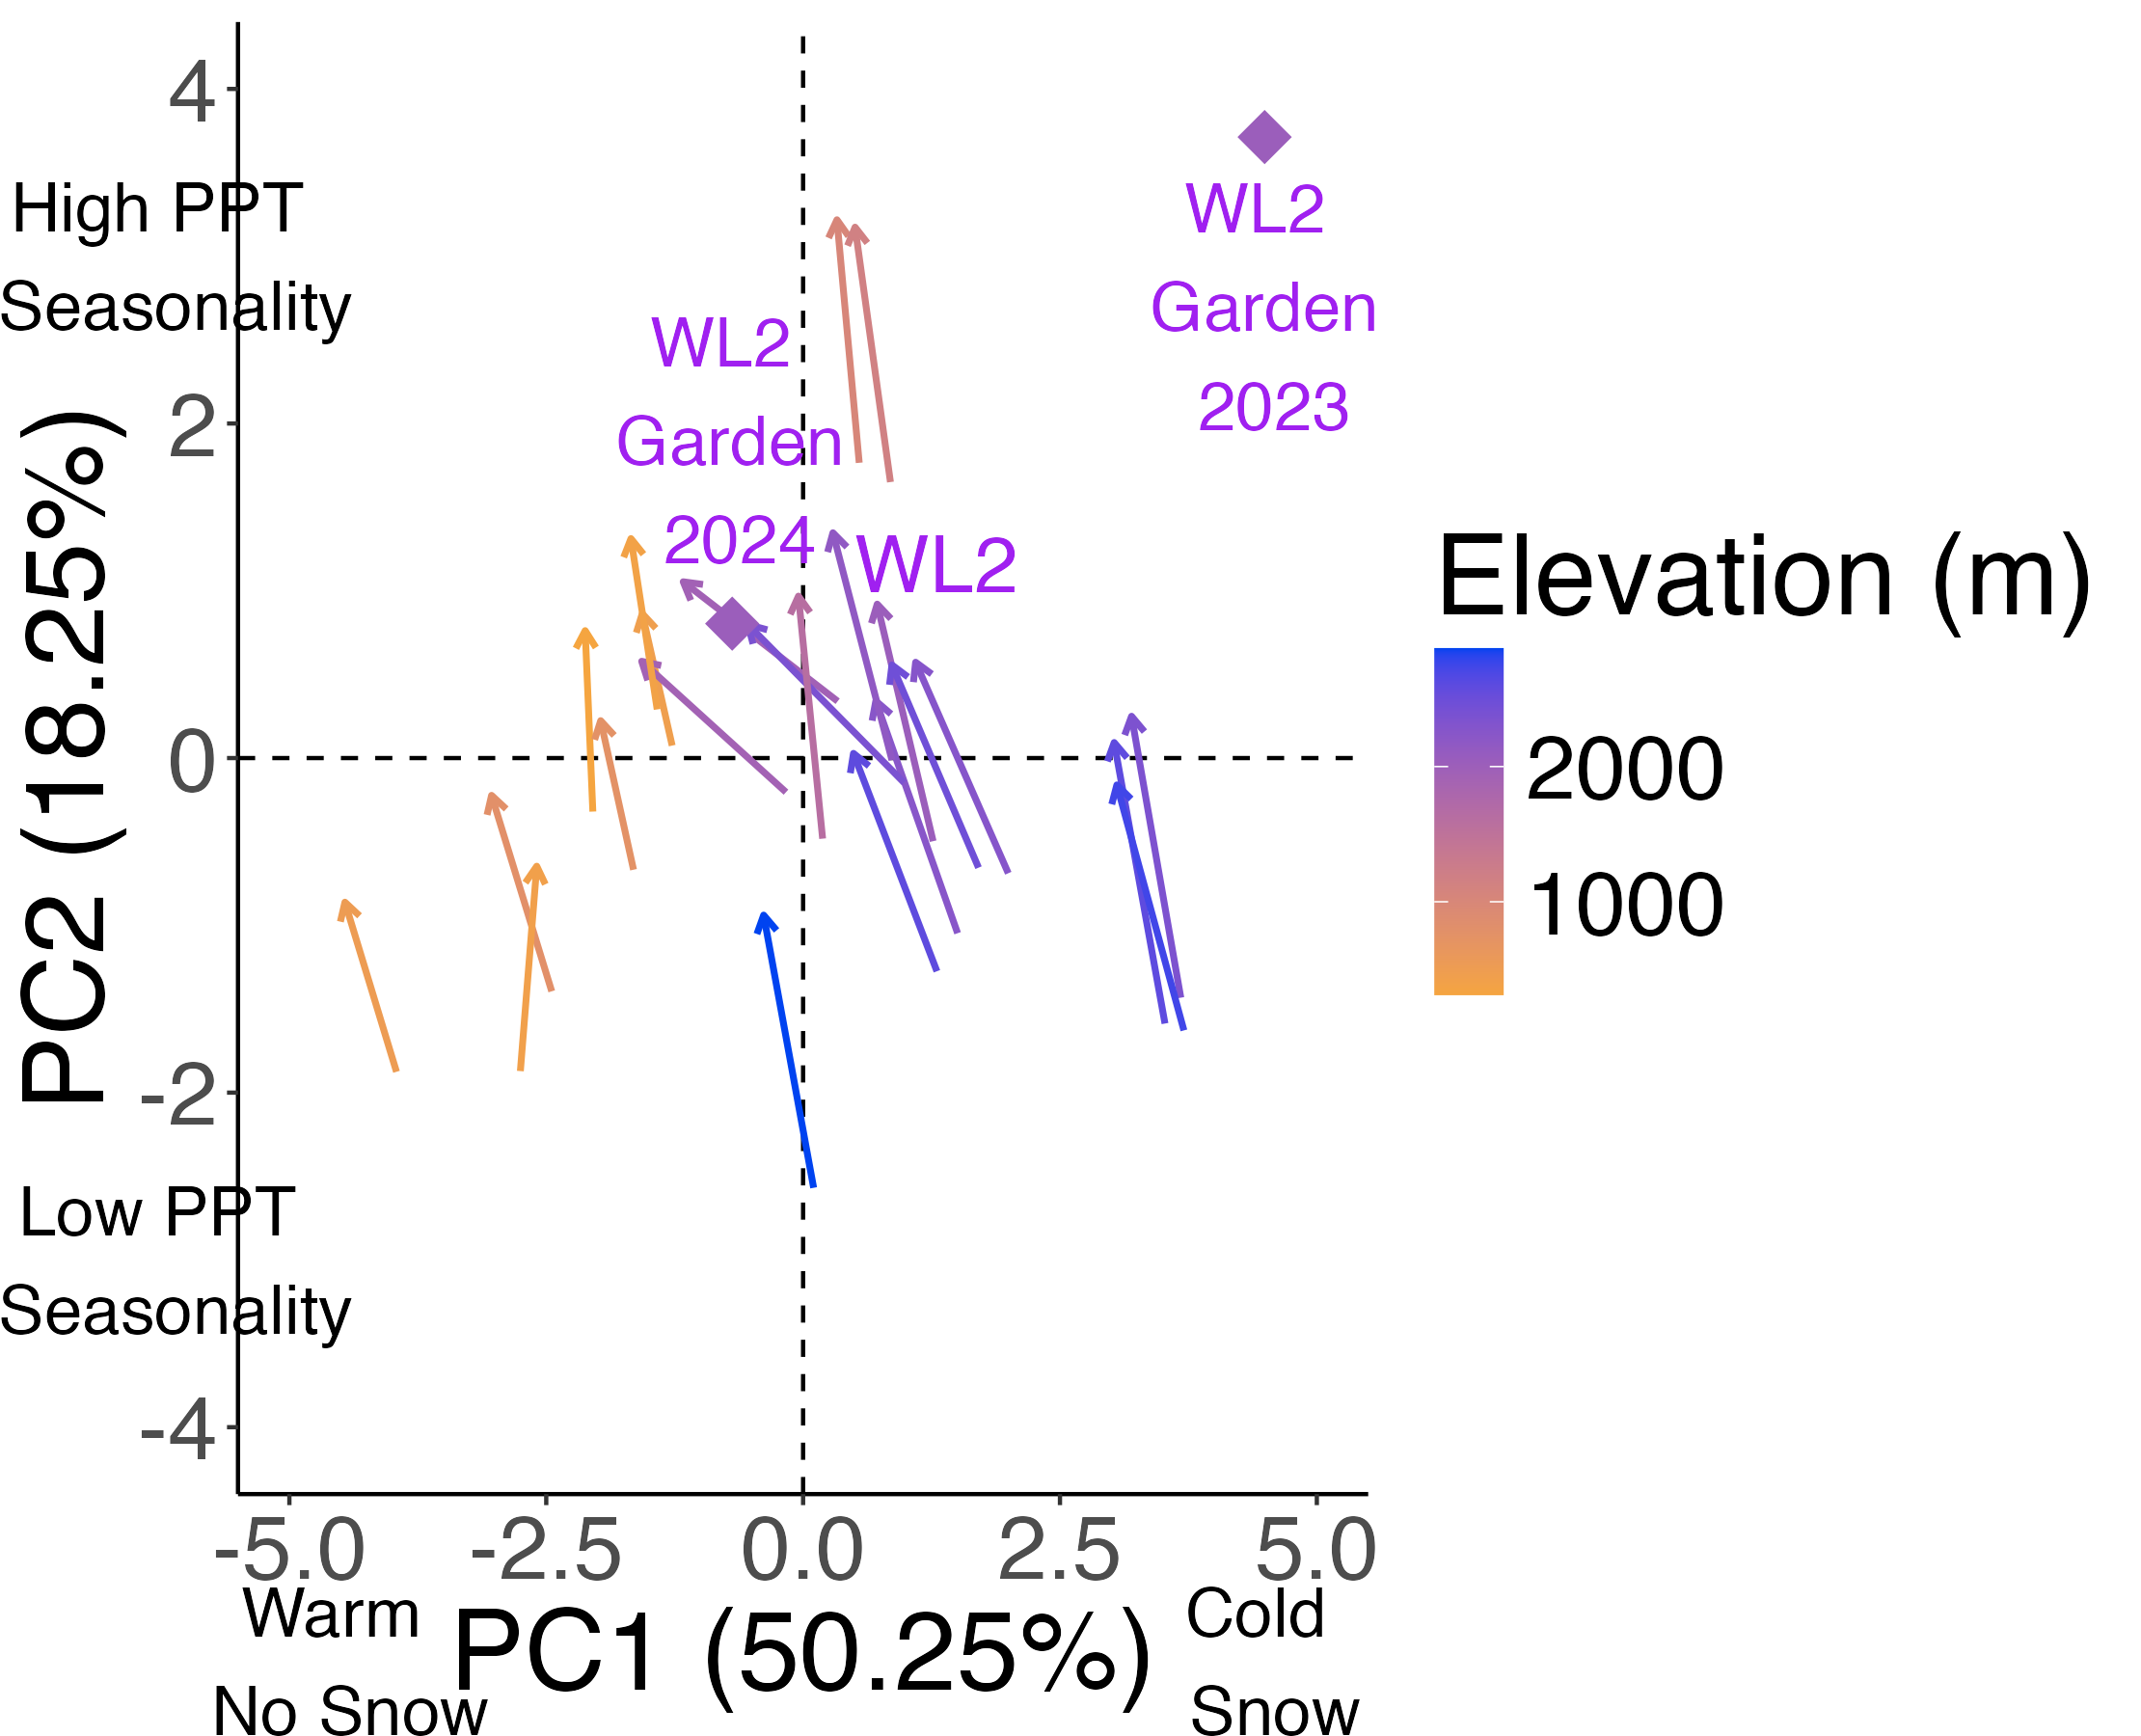 4
2
0
-2
-4
PC2 (18.25%)
High PPT
Seasonality
Low PPT
Seasonality
WL2
Garden
2023
WL2
Garden
2024
WL2
-5.0
-2.5
0.0
2.5
5.0
Warm
No Snow
PC1 (50.25%)
Cold
Snow
Elevation (m)
2000
1000